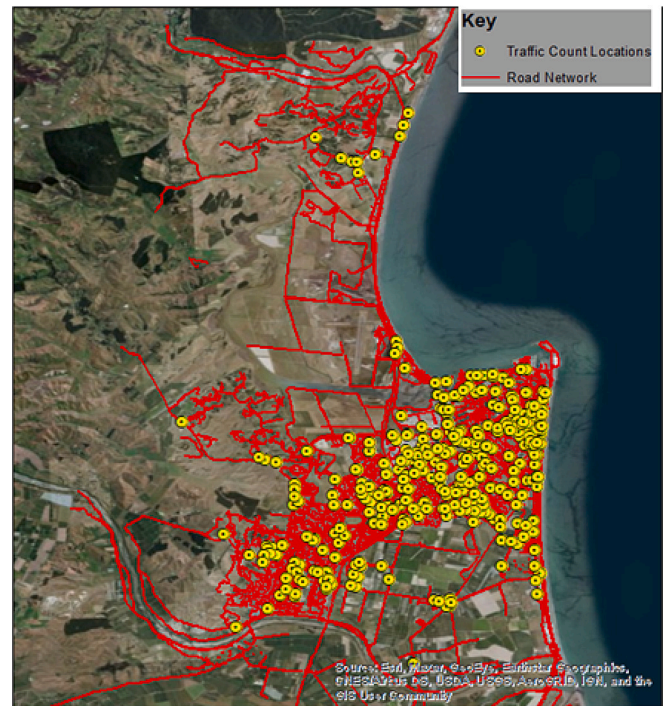 Key
Traffic Count Locations
Road Network
Source: Esri, Maxar, GeoEye, Earthstar Geographics,
CNES/Airbus DS, USDA, USGS, AeroGRID, IGN, and the
GIS User Community